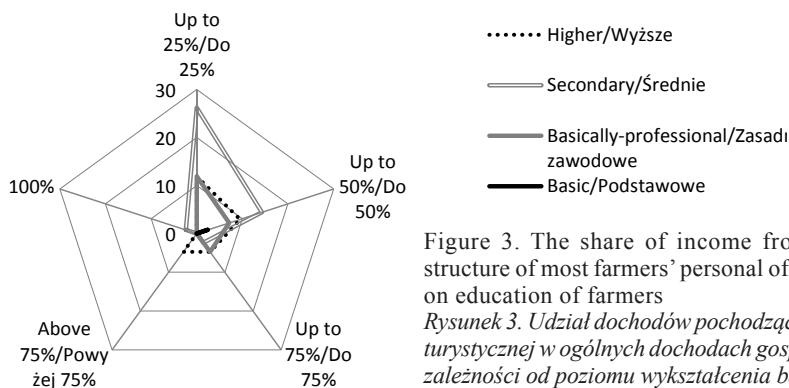 Up to
25%/Do
25%
30
20
10
0
Up to
50%/Do
50%
Up to
75%/Do
75%
Above
75%/Powy
żej 75%
100%
Higher/Wyższe
Secondary/Średnie
Basically-professional/Zasad
zawodowe
Basic/Podstawowe
Figure 3. The share of income fro
structure of most farmers’ personal of
on education of farmers
Rysunek 3. Udział dochodów pochodząc
turystycznej w ogólnych dochodach gosp
zależności od poziomu wykształcenia b